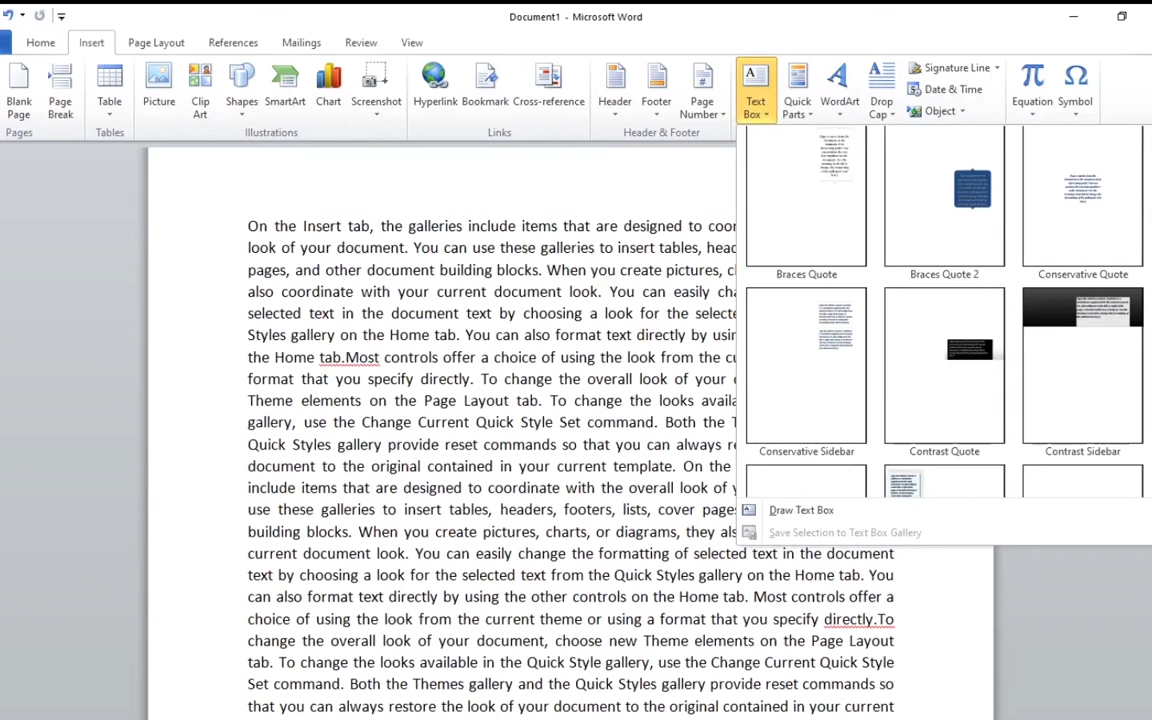 Document1 - Microsoft Word
Home Insert Page Layout References Mailings Review View
Blank Page
Page Break
Table
Picture
Clip Art
Shapes
SmartArt
Chart
Screenshot
Hyperlink
Bookmark
Cross-reference
Header
Footer
Page Number
Text Box
Quick Parts
WordArt
Drop Cap
Signature Line
Date & Time
Object
Equation
Symbol
Pages
Tables
Illustrations
Links
Header & Footer
On the Insert tab, the galleries include items that are designed to coor
look of your document. You can use these galleries to insert tables, head
pages, and other document building blocks. When you create pictures, c
also coordinate with your current document look. You can easily cha
selected text in the document text by choosing a look for the selecte
Styles gallery on the Home tab. You can also format text directly by usin
the Home tab.Most controls offer a choice of using the look from the cu
format that you specify directly. To change the overall look of your
Theme elements on the Page Layout tab. To change the looks availa
gallery, use the Change Current Quick Style Set command. Both the T
Quick Styles gallery provide reset commands so that you can always re
document to the original contained in your current template. On the
include items that are designed to coordinate with the overall look of y
use these galleries to insert tables, headers, footers, lists, cover pages
building blocks. When you create pictures, charts, or diagrams, they als
current document look. You can easily change the formatting of selected text in the document
text by choosing a look for the selected text from the Quick Styles gallery on the Home tab. You
can also format text directly by using the other controls on the Home tab. Most controls offer a
choice of using the look from the current theme or using a format that you specify directly.To
change the overall look of your document, choose new Theme elements on the Page Layout
tab. To change the looks available in the Quick Style gallery, use the Change Current Quick Style
Set command. Both the Themes gallery and the Quick Styles gallery provide reset commands so
that you can always restore the look of your document to the original contained in your current
Braces Quote
Braces Quote 2
Conservative Quote
Conservative Sidebar
Contrast Quote
Contrast Sidebar
Draw Text Box
Save Selection to Text Box Gallery